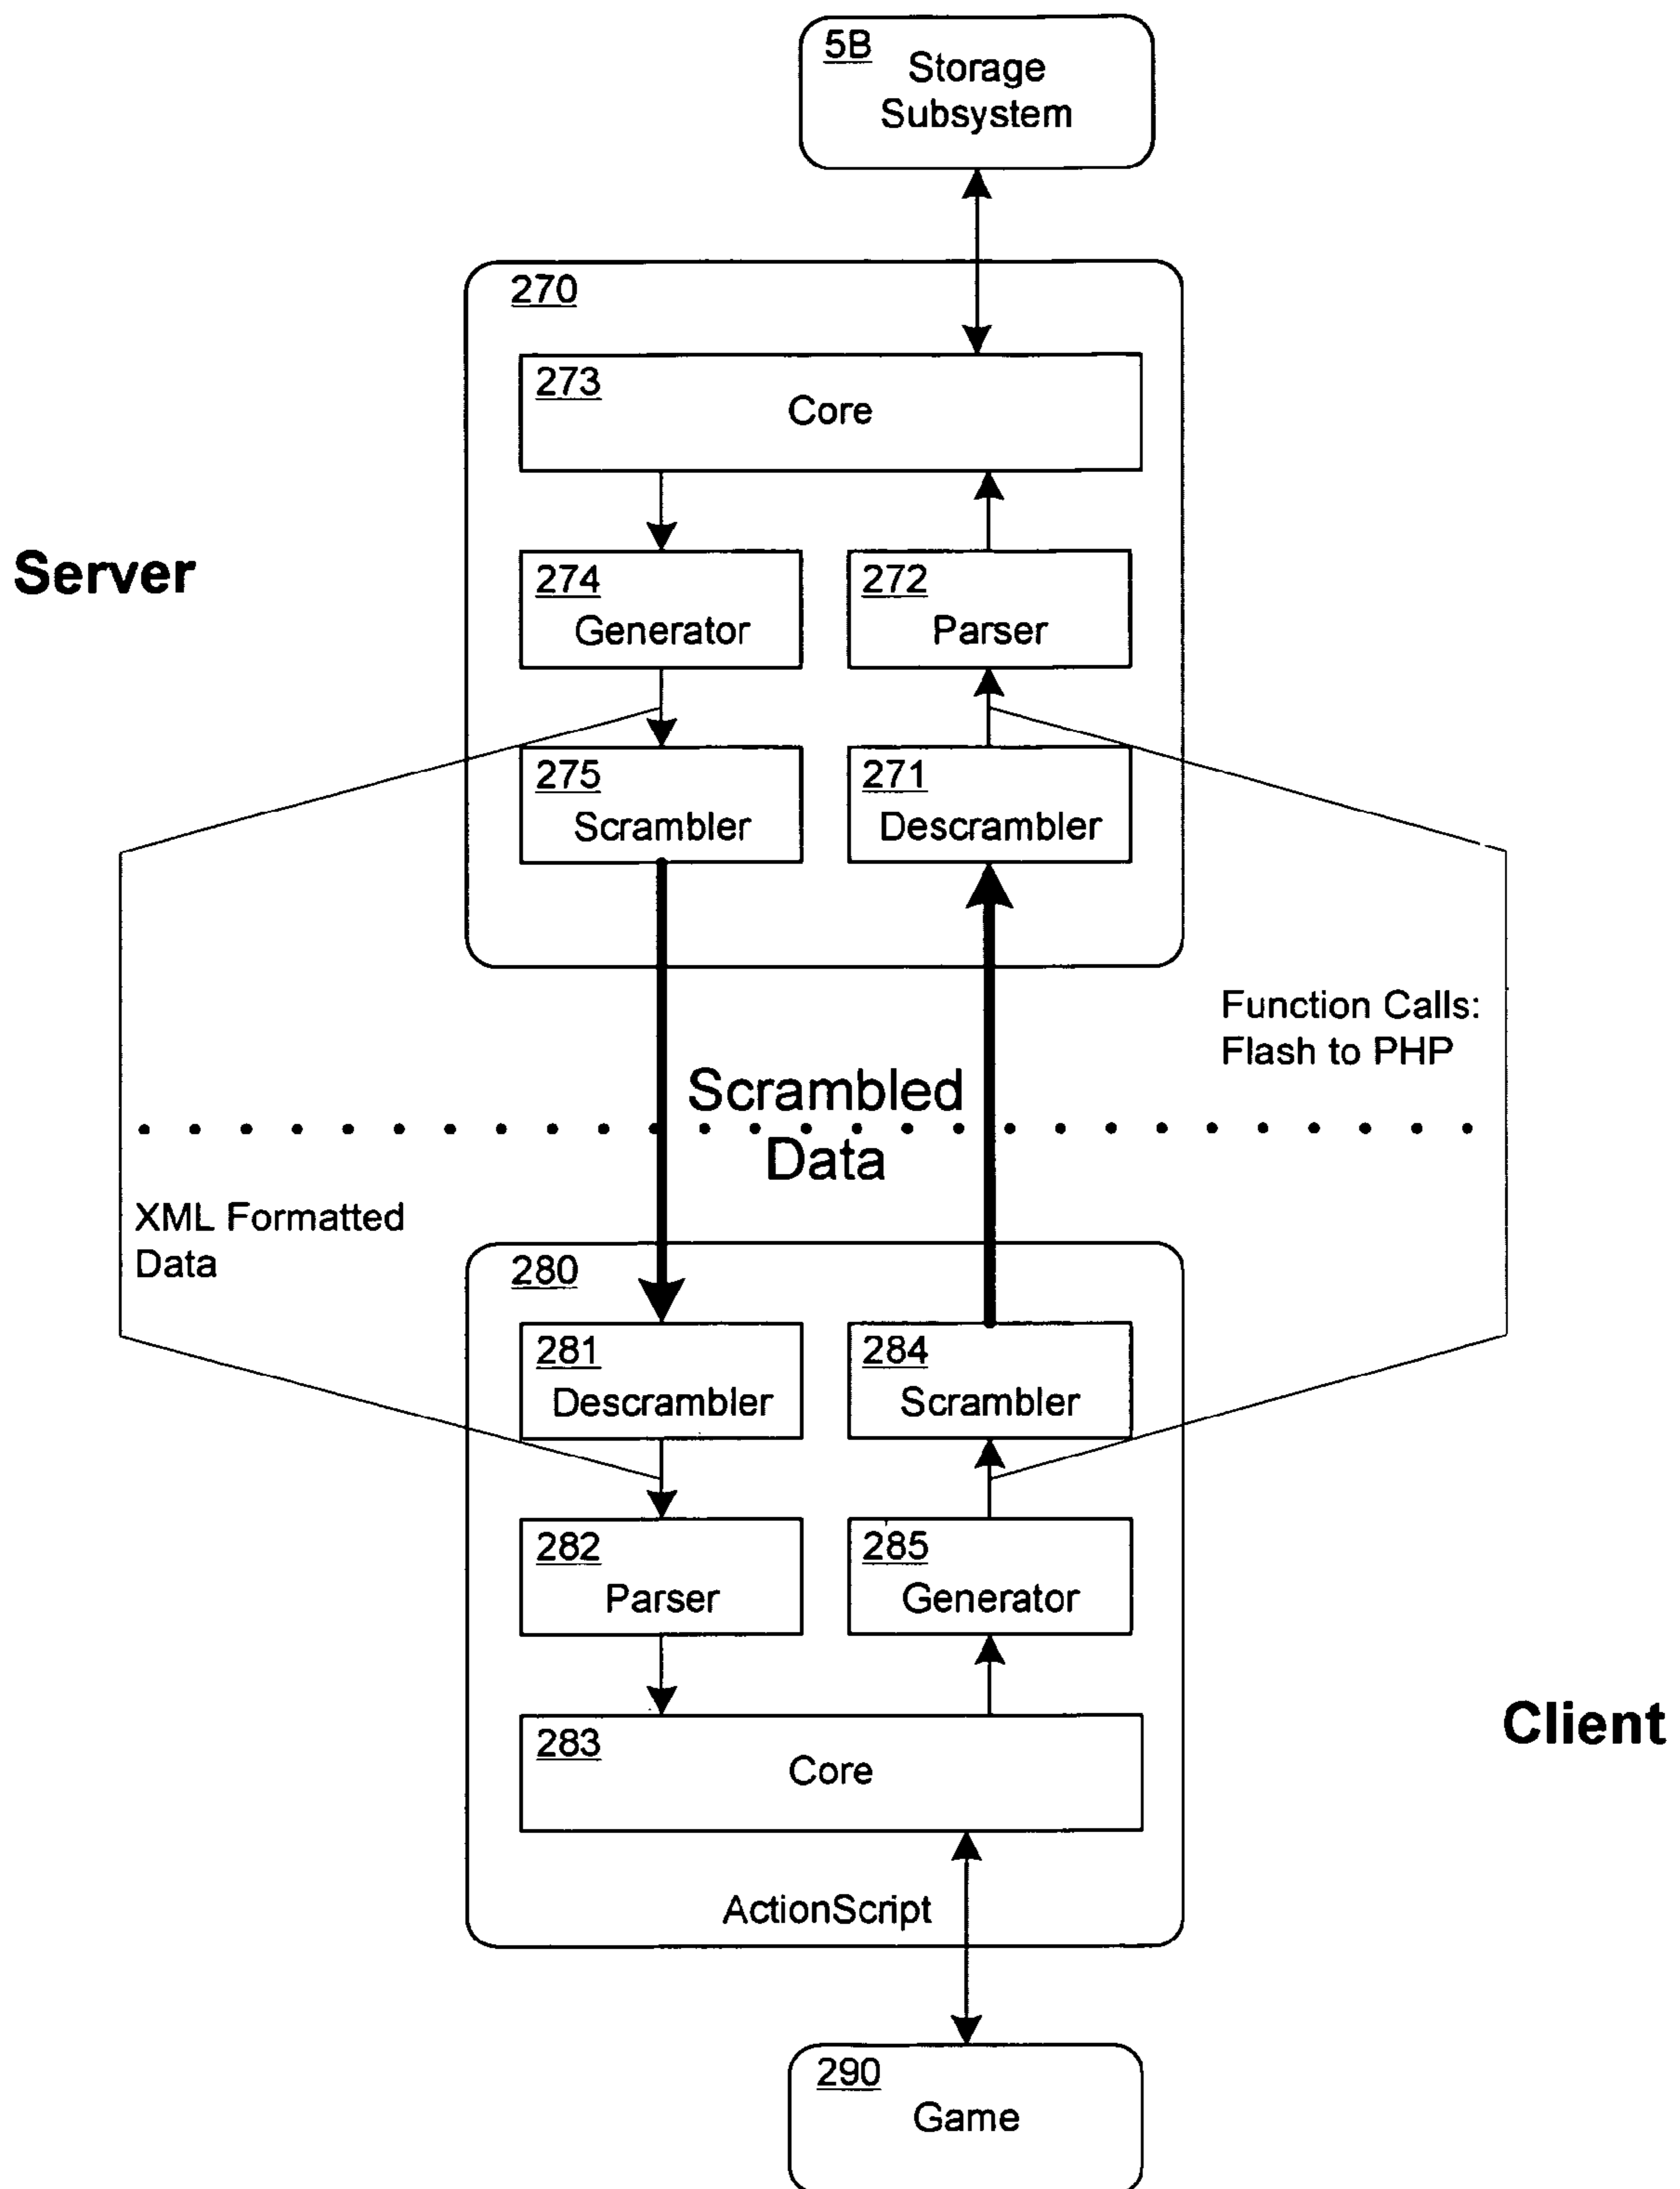 5B
Storage
Subsystem
270
273
Core
Server
274
Generator
272
Parser
275
Scrambler
271
Descrambler
Function Calls:
Flash to PHP
Scrambled
Data
XML Formatted
Data
280
281
Descrambler
284
Scrambler
282
Parser
285
Generator
283
Core
Client
ActionScript
290
Game